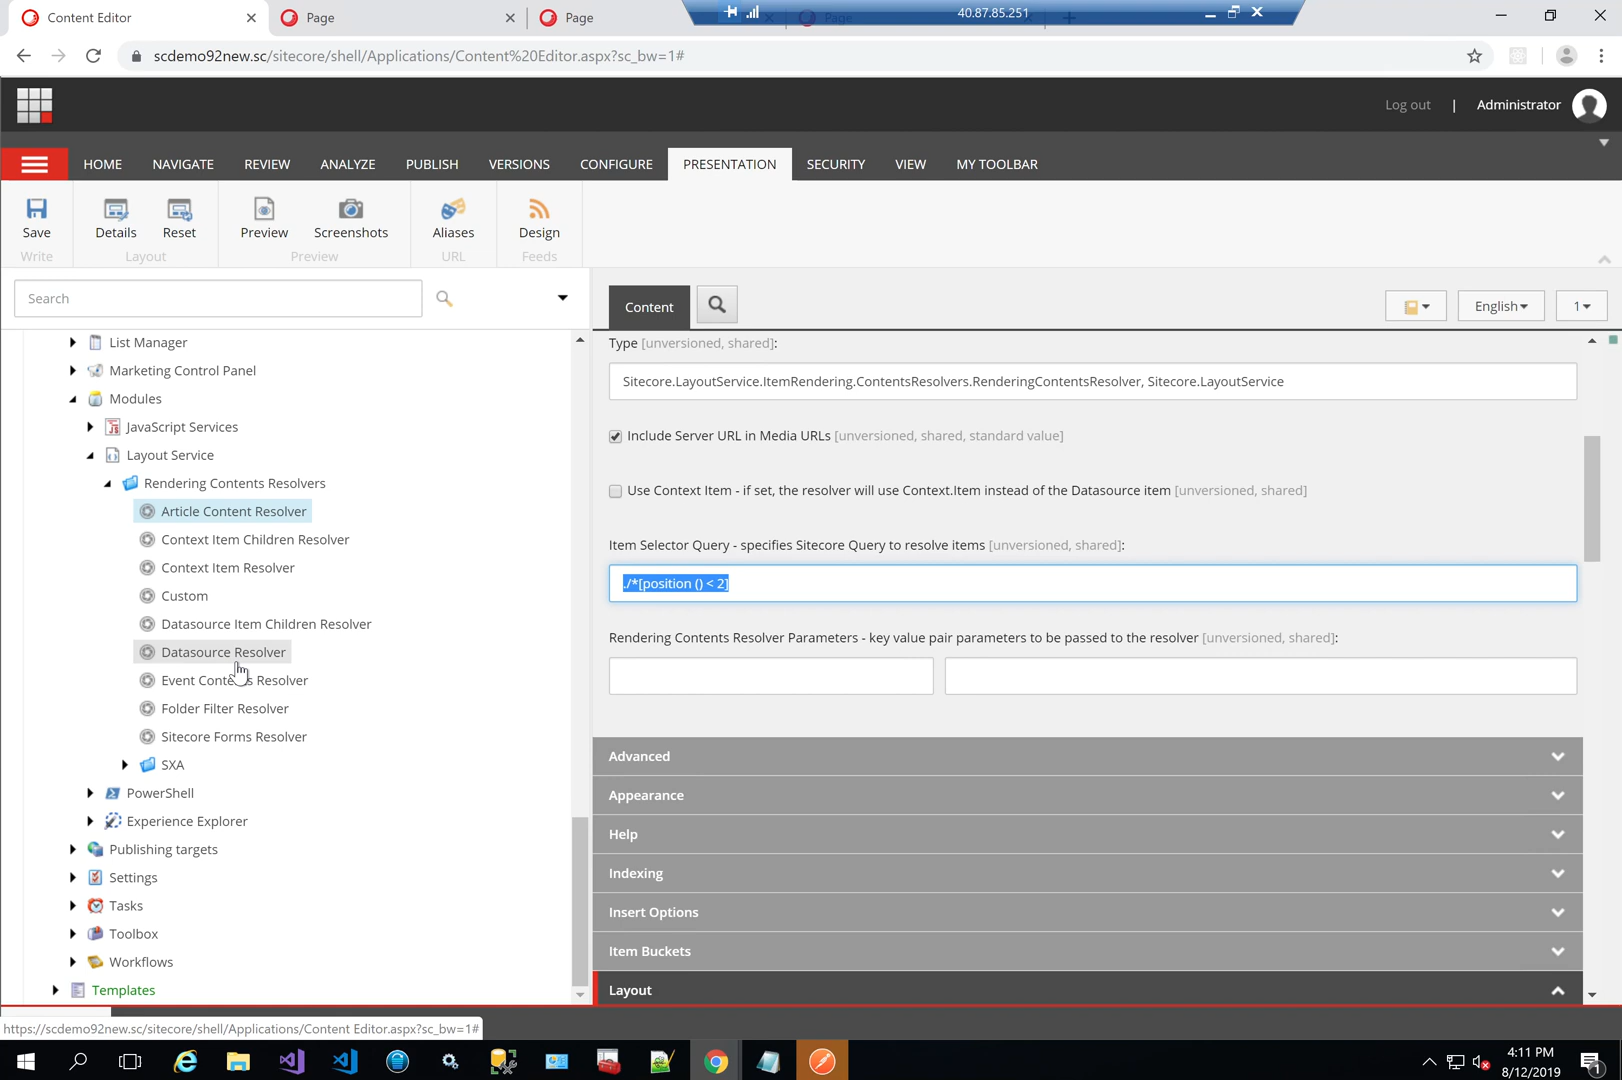 Content Editor
Page
Page
40.87.85.251
Page
scdemo92new.sc/sitecore/shell/Applications/Content%20Editor.aspx?sc_bw=1#
Log out | Administrator
HOME NAVIGATE REVIEW ANALYZE PUBLISH VERSIONS CONFIGURE PRESENTATION SECURITY VIEW MY TOOLBAR
Save Details Reset Preview Screenshots Aliases Design
Write Layout Preview URL Feeds
Search
Content English 1
List Manager
Marketing Control Panel
Modules
JavaScript Services
Layout Service
Rendering Contents Resolvers
Article Content Resolver
Context Item Children Resolver
Context Item Resolver
Custom
Datasource Item Children Resolver
Datasource Resolver
Event Contents Resolver
Folder Filter Resolver
Sitecore Forms Resolver
SXA
PowerShell
Experience Explorer
Publishing targets
Settings
Tasks
Toolbox
Workflows
Templates
Type [unversioned, shared]:
Sitecore.LayoutService.ItemRendering.ContentsResolvers.RenderingContentsResolver, Sitecore.LayoutService
Include Server URL in Media URLs [unversioned, shared, standard value]
Use Context Item - if set, the resolver will use Context.Item instead of the Datasource item [unversioned, shared]
Item Selector Query - specifies Sitecore Query to resolve items [unversioned, shared]:
./*[position () < 2]
Rendering Contents Resolver Parameters - key value pair parameters to be passed to the resolver [unversioned, shared]:
Advanced
Appearance
Help
Indexing
Insert Options
Item Buckets
Layout
https://scdemo92new.sc/sitecore/shell/Applications/Content Editor.aspx?sc_bw=1#
4:11 PM
8/12/2019
1